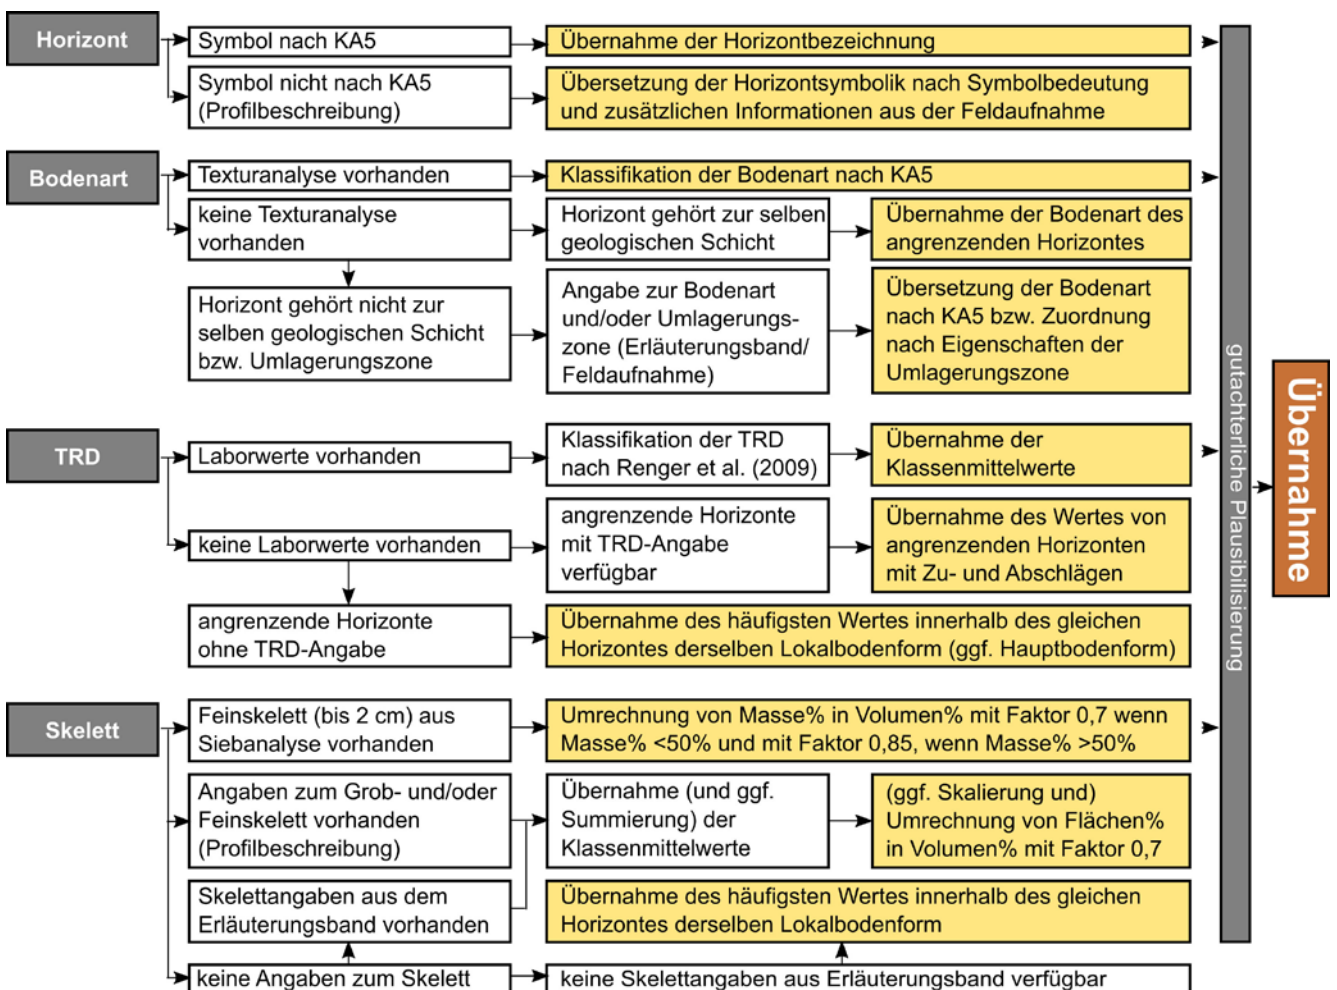 Horizont
Symbol nach KA5
Übernahme der Horizontbezeichnung
Symbol nicht nach KA5
(Profilbeschreibung)
Übersetzung der Horizontsymbolik nach Symbolbedeutung
und zusätzlichen Informationen aus der Feldaufnahme
Bodenart
Texturanalyse vorhanden
Klassifikation der Bodenart nach KA5
keine Texturanalyse
vorhanden
Horizont gehört zur selben
geologischen Schicht
Übernahme der Bodenart des
angrenzenden Horizontes
Horizont gehört nicht zur
selben geologischen Schicht
bzw. Umlagerungszone
Angabe zur Bodenart
und/oder Umlagerungs-
zone (Erläuterungsband/
Feldaufnahme)
Übersetzung der Bodenart
nach KA5 bzw. Zuordnung
nach Eigenschaften der
Umlagerungszone
TRD
Laborwerte vorhanden
Klassifikation der TRD
nach Renger et al. (2009)
Übernahme der
Klassenmittelwerte
keine Laborwerte vorhanden
angrenzende Horizonte
mit TRD-Angabe
verfügbar
Übernahme des Wertes von
angrenzenden Horizonten
mit Zu- und Abschlägen
angrenzende Horizonte
ohne TRD-Angabe
Übernahme des häufigsten Wertes innerhalb des gleichen
Horizontes derselben Lokalbodenform (ggf. Hauptbodenform)
Skelett
Feinskelett (bis 2 cm) aus
Siebanalyse vorhanden
Umrechnung von Masse% in Volumen% mit Faktor 0,7 wenn
Masse% <50% und mit Faktor 0,85, wenn Masse% >50%
Angaben zum Grob- und/oder
Feinskelett vorhanden
(Profilbeschreibung)
Übernahme (und ggf.
Summierung) der
Klassenmittelwerte
(ggf. Skalierung und)
Umrechnung von Flächen%
in Volumen% mit Faktor 0,7
Skelettangaben aus dem
Erläuterungsband vorhanden
Übernahme des häufigsten Wertes innerhalb des gleichen
Horizontes derselben Lokalbodenform
keine Angaben zum Skelett
keine Skelettangaben aus Erläuterungsband verfügbar
gutachterliche Plausibilisierung
Übernahme